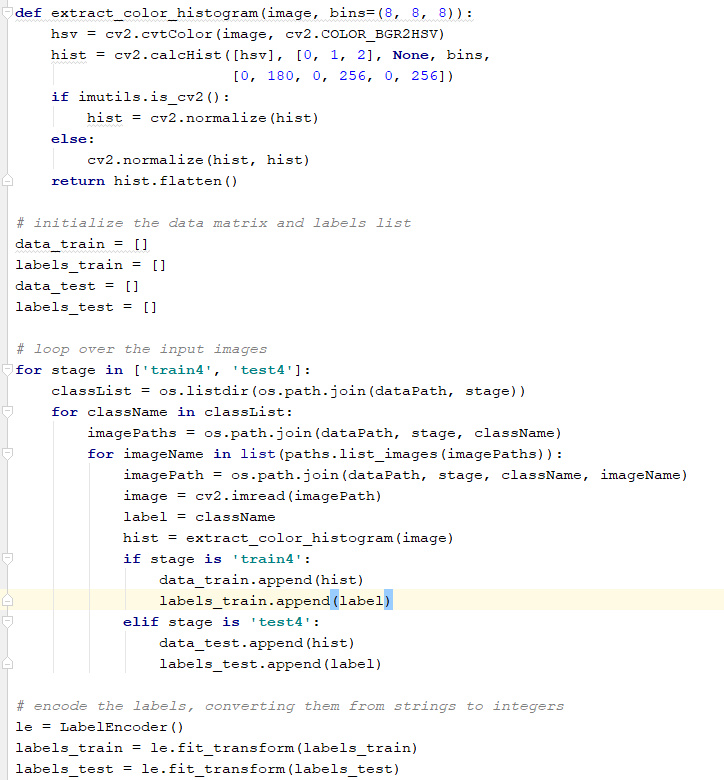 def extract_color_histogram(image, bins=(8, 8, 8)):
    hsv = cv2.cvtColor(image, cv2.COLOR_BGR2HSV)
    hist = cv2.calcHist([hsv], [0, 1, 2], None, bins,
                        [0, 180, 0, 256, 0, 256])
    if imutils.is_cv2():
        hist = cv2.normalize(hist)
    else:
        cv2.normalize(hist, hist)
    return hist.flatten()

# initialize the data matrix and labels list
data_train = []
labels_train = []
data_test = []
labels_test = []

# loop over the input images
for stage in ['train4', 'test4']:
    classList = os.listdir(os.path.join(dataPath, stage))
    for className in classList:
        imagePaths = os.path.join(dataPath, stage, className)
        for imageName in list(paths.list_images(imagePaths)):
            imagePath = os.path.join(dataPath, stage, className, imageName)
            image = cv2.imread(imagePath)
            label = className
            hist = extract_color_histogram(image)
            if stage is 'train4':
                data_train.append(hist)
                labels_train.append(label)
            elif stage is 'test4':
                data_test.append(hist)
                labels_test.append(label)

# encode the labels, converting them from strings to integers
le = LabelEncoder()
labels_train = le.fit_transform(labels_train)
labels_test = le.fit_transform(labels_test)